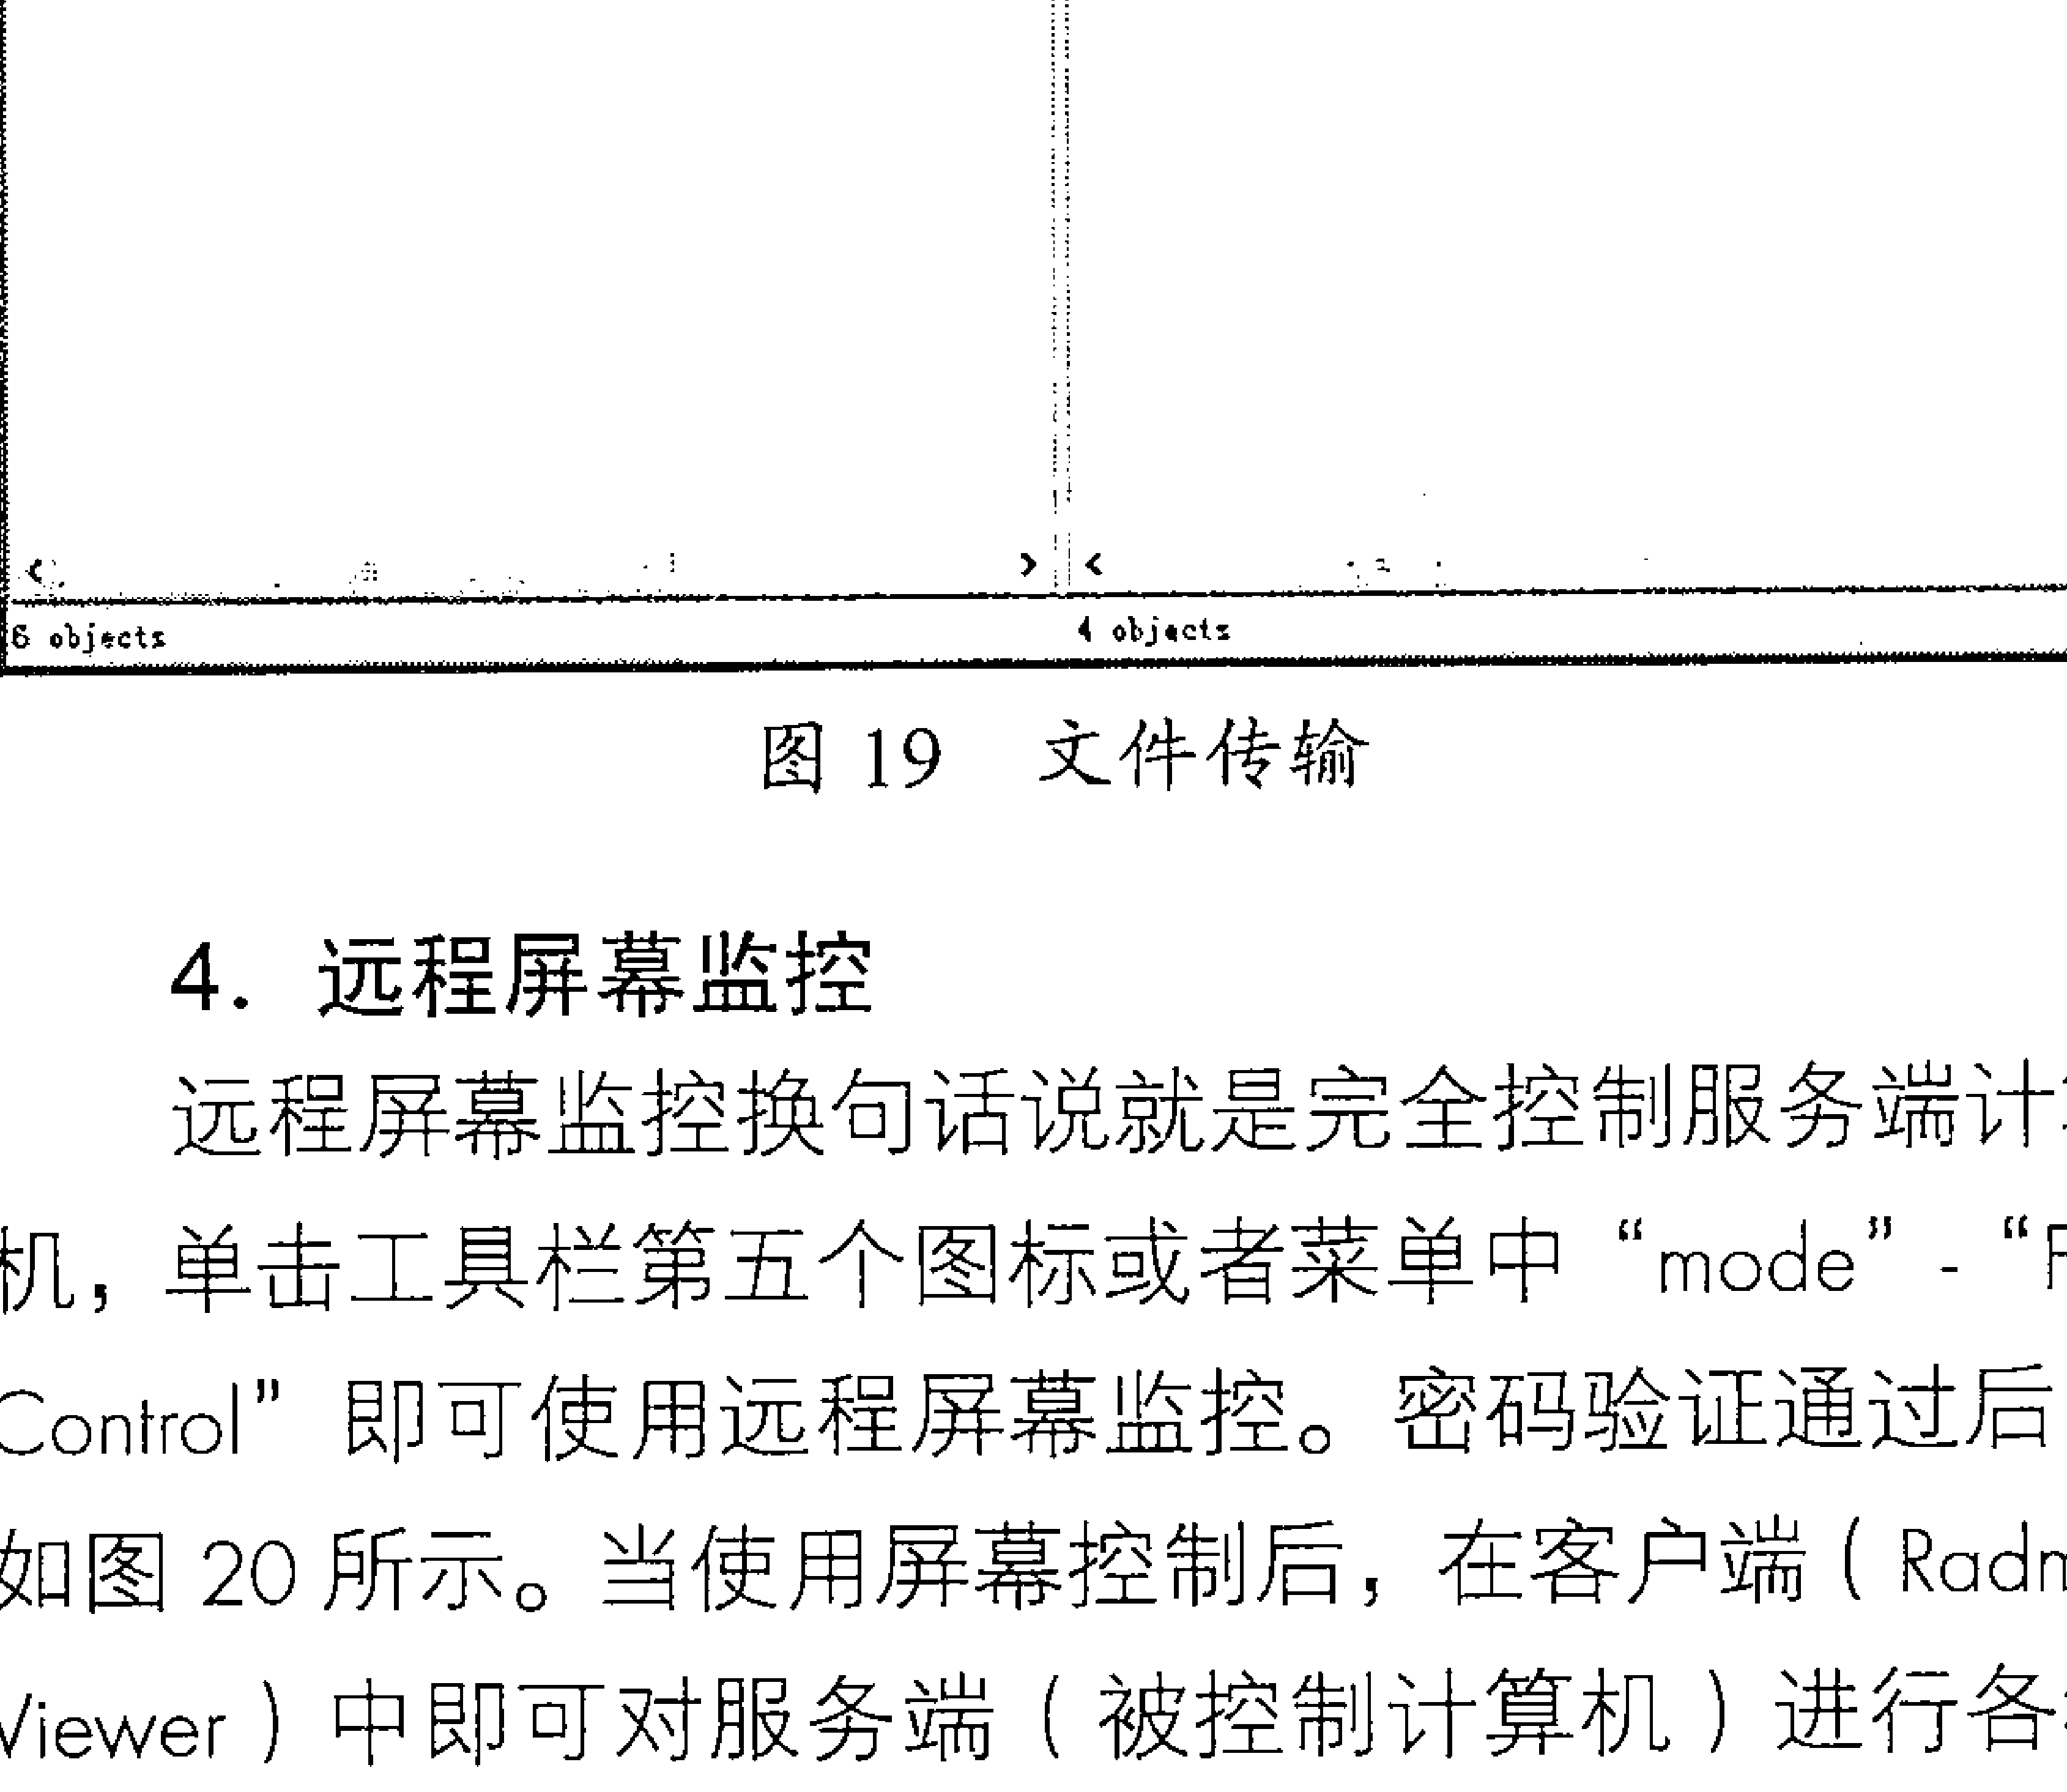 6 objects 4 objects
图 19 文件传输
4. 远程屏幕监控
远程屏幕监控换句话说就是完全控制服务端计
机，单击工具栏第五个图标或者菜单中“mode”-“
Control”即可使用远程屏幕监控。密码验证通过后
如图 20 所示。当使用屏幕控制后，在客户端（Radm
Viewer）中即可对服务端（被控制计算机）进行各